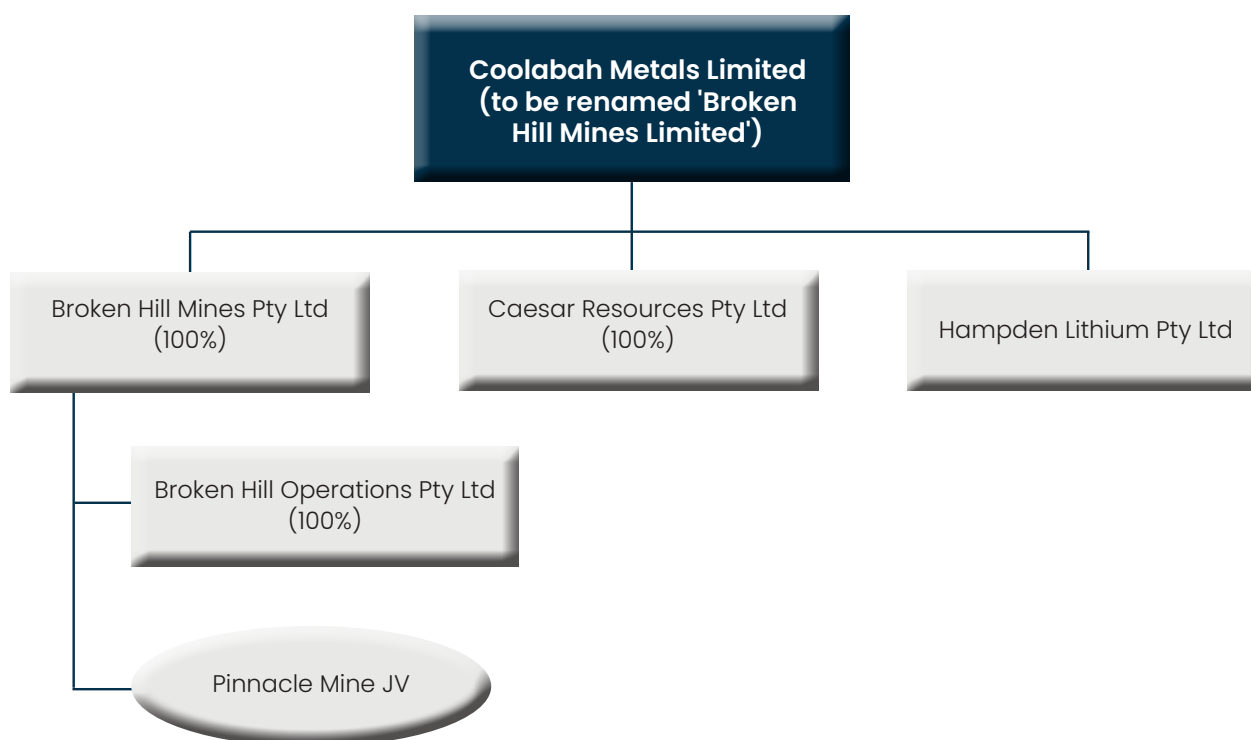 Coolabah Metals Limited
(to be renamed 'Broken
Hill Mines Limited')
Broken Hill Mines Pty Ltd
(100%)
Caesar Resources Pty Ltd
(100%)
Hampden Lithium Pty Ltd
Broken Hill Operations Pty Ltd
(100%)
Pinnacle Mine JV